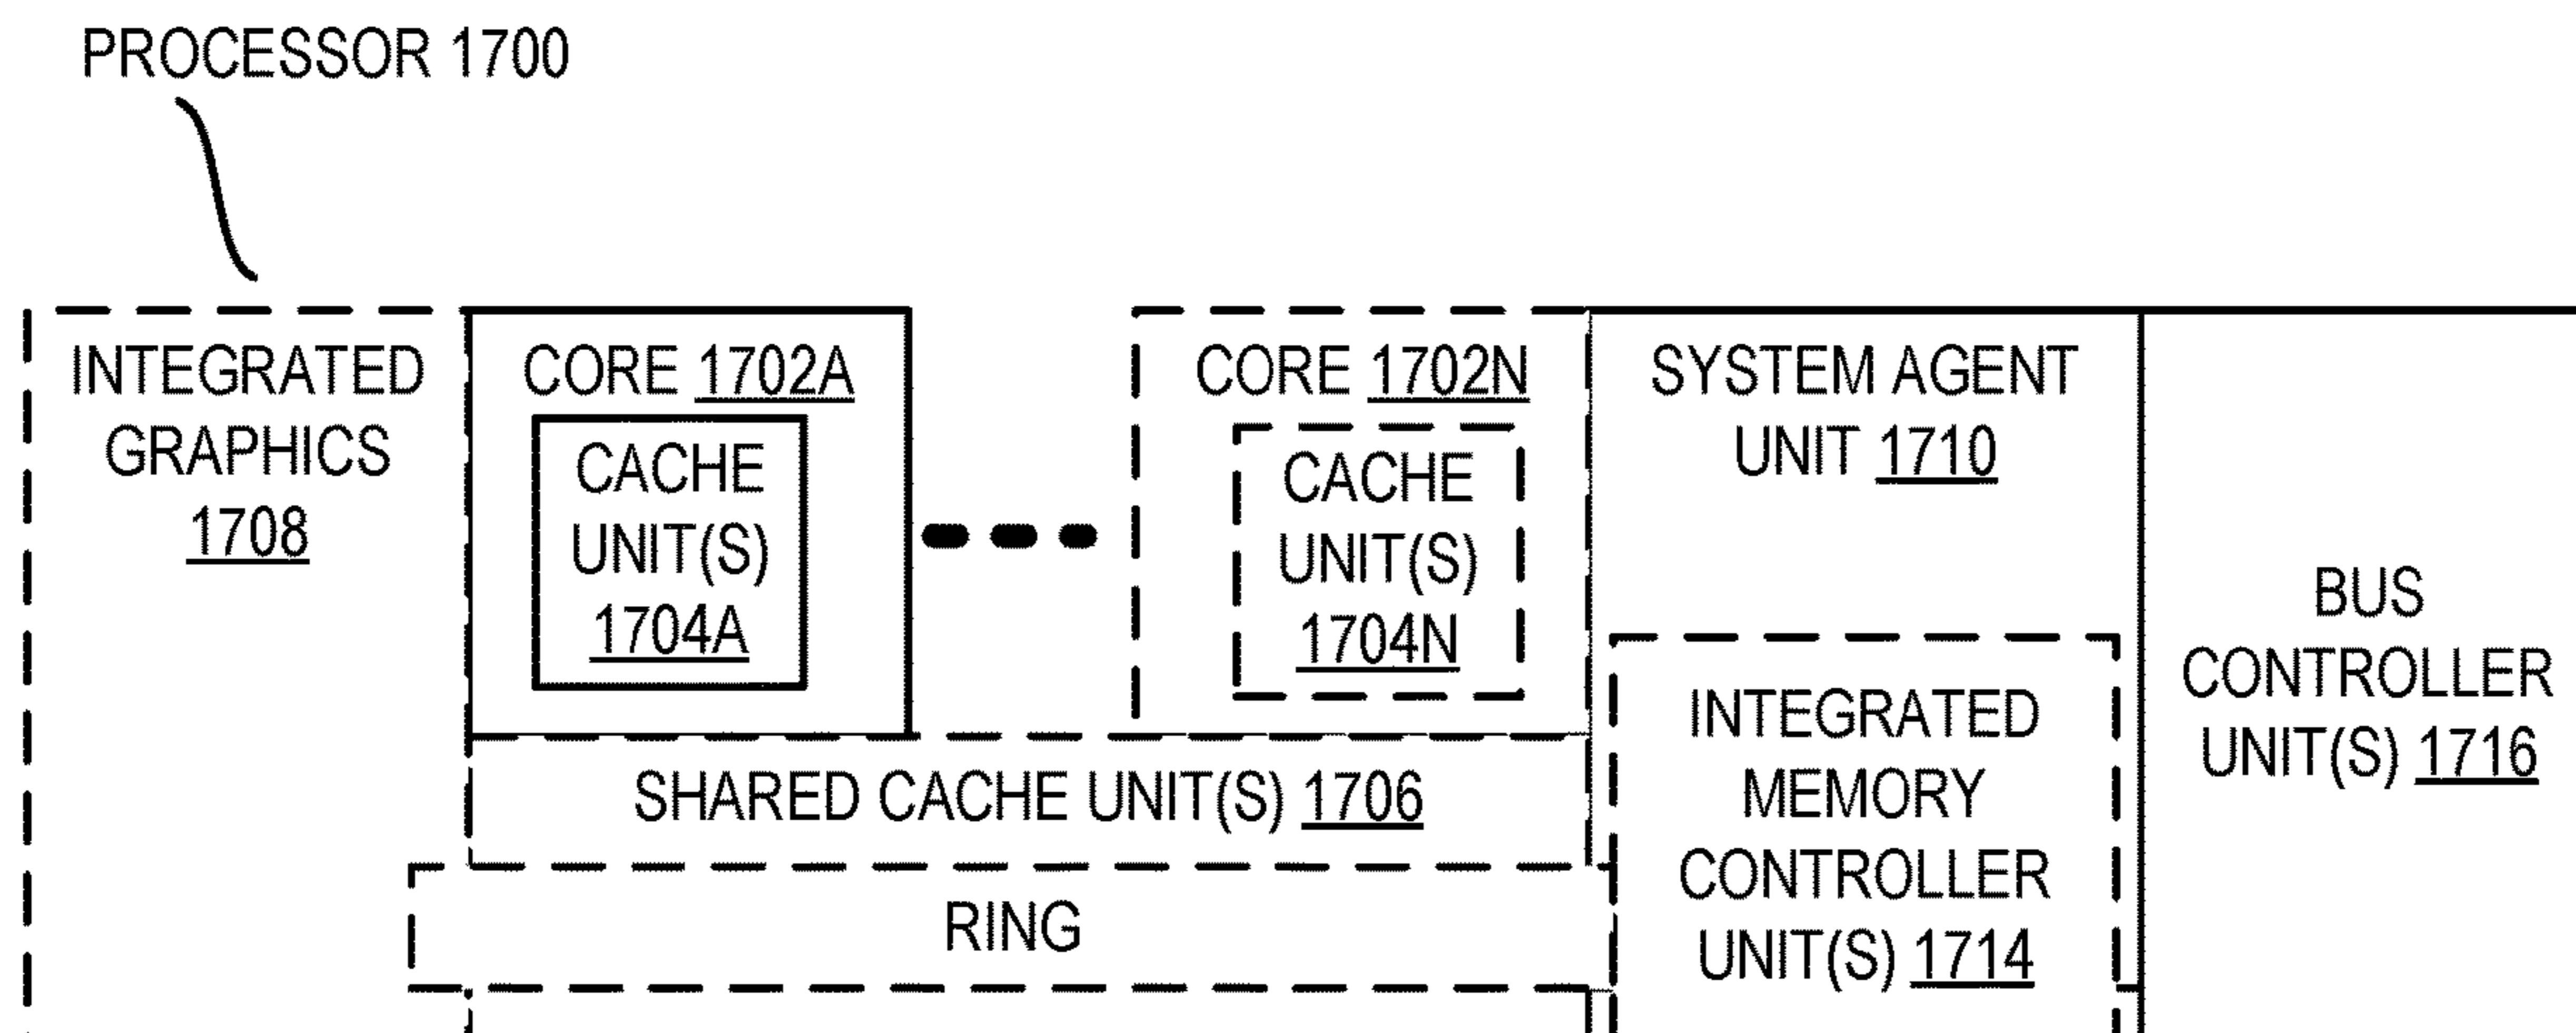 PROCESSOR 1700
INTEGRATED
GRAPHICS
1708
CORE 1702A
CACHE
UNIT(S)
1704A
CORE 1702N
CACHE
UNIT(S)
1704N
SYSTEM AGENT
UNIT 1710
INTEGRATED
MEMORY
CONTROLLER
UNIT(S) 1714
BUS
CONTROLLER
UNIT(S) 1716
SHARED CACHE UNIT(S) 1706
RING